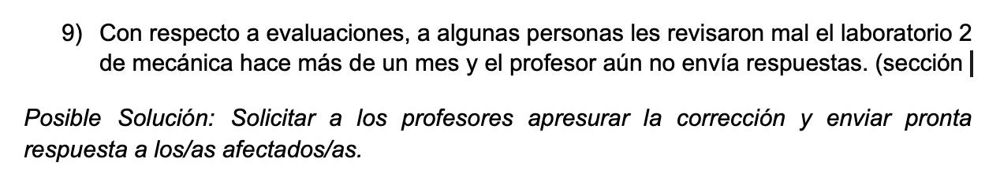 9) Con respecto a evaluaciones, a algunas personas les revisaron mal el laboratorio 2
de mecánica hace más de un mes y el profesor aún no envía respuestas. (sección
Posible Solución: Solicitar a los profesores apresurar la corrección y enviar pronta
respuesta a los/as afectados/as.